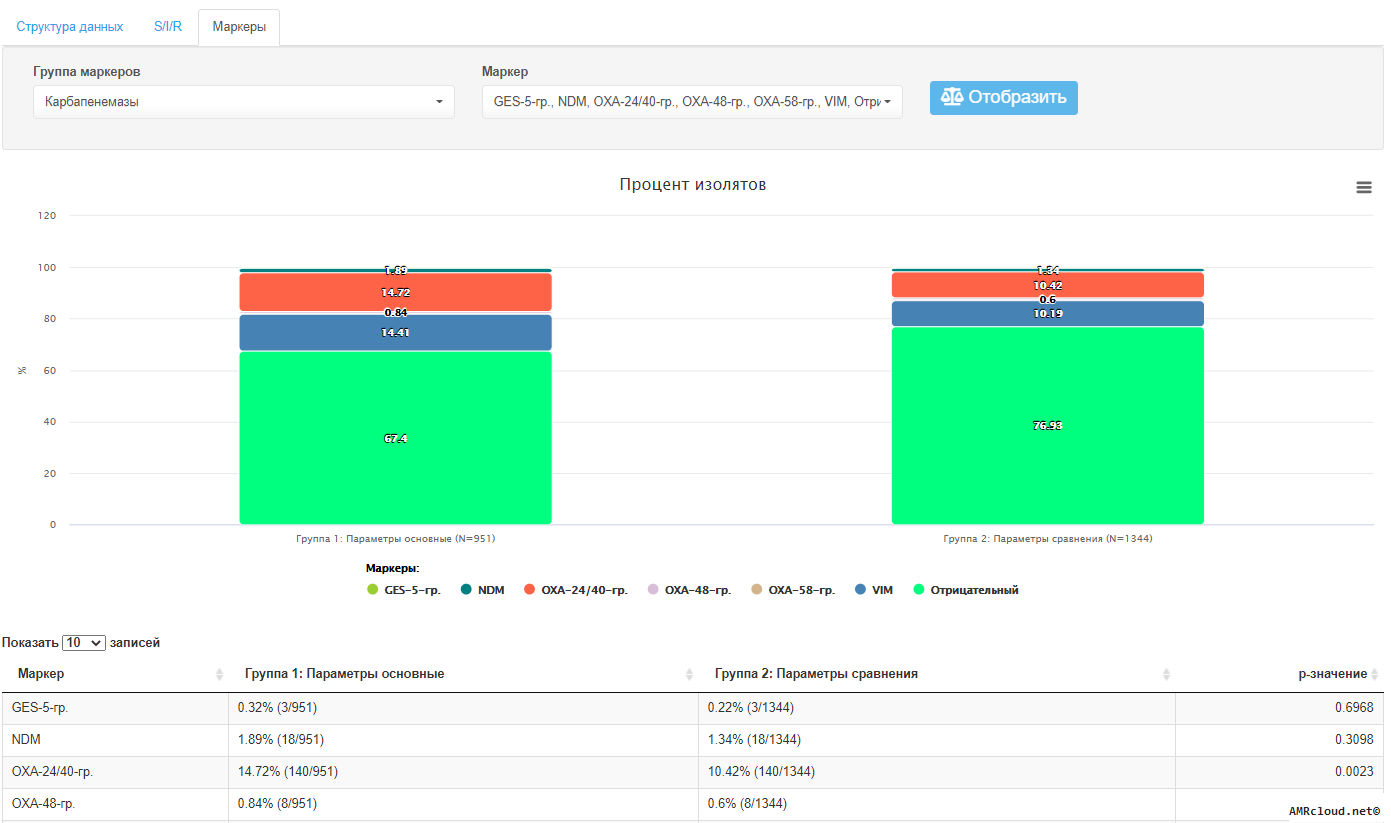 Структура данных S/I/R Маркеры
Группа маркеров Маркер
Карбапенемазы GES-5-гр., NDM, OXA-24/40-гр., OXA-48-гр., OXA-58-гр., VIM, Отри Отобразить
Процент изолятов
120
100
80
60
40
20
0
%
1.89
14.72
0.84
14.41
67.4
1.34
10.42
0.6
10.19
76.93
Группа 1: Параметры основные (N=951) Группа 2: Параметры сравнения (N=1344)
Маркеры:
GES-5-гр. NDM OXA-24/40-гр. OXA-48-гр. OXA-58-гр. VIM Отрицательный
Показать 10 записей
Маркер Группа 1: Параметры основные Группа 2: Параметры сравнения p-значение
GES-5-гр. 0.32% (3/951) 0.22% (3/1344) 0.6968
NDM 1.89% (18/951) 1.34% (18/1344) 0.3098
OXA-24/40-гр. 14.72% (140/951) 10.42% (140/1344) 0.0023
OXA-48-гр. 0.84% (8/951) 0.6% (8/1344)
AMRcloud.net©